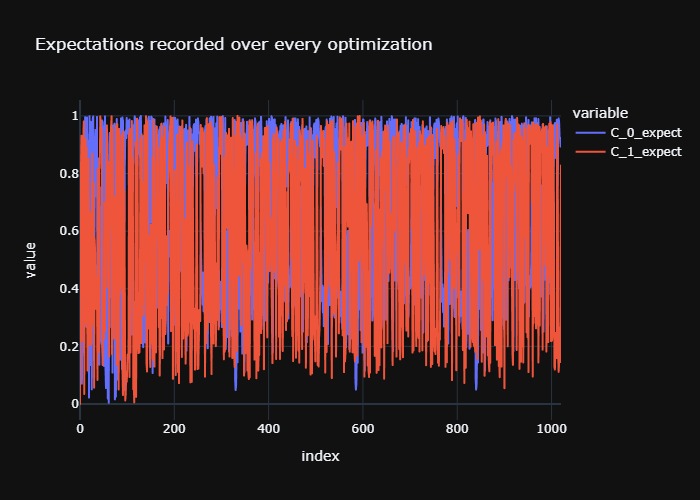 Expectations recorded over every optimization
variable
C_0_expect
C_1_expect
1
0.8
0.6
0.4
0.2
0
value
0
200
400
600
800
1000
index